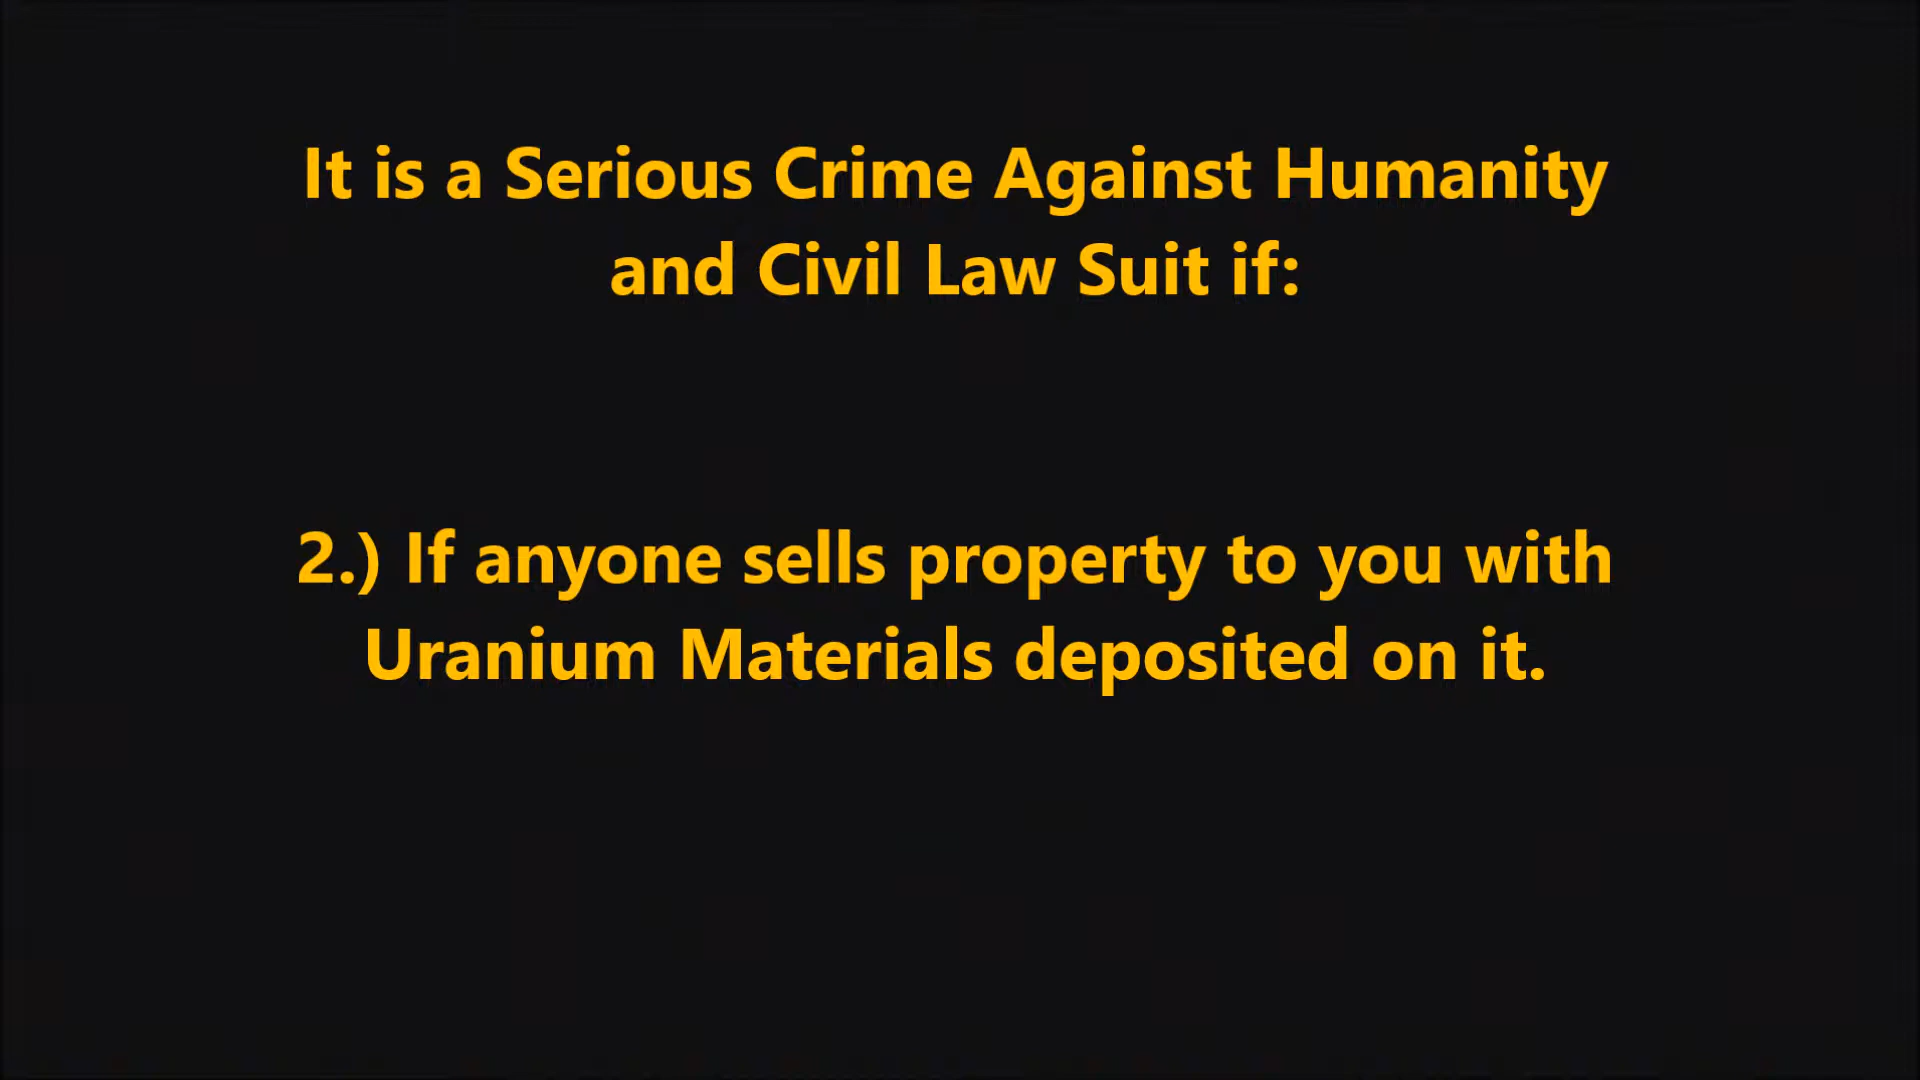 It is a Serious Crime Against Humanity
and Civil Law Suit if:
2.) If anyone sells property to you with
Uranium Materials deposited on it.